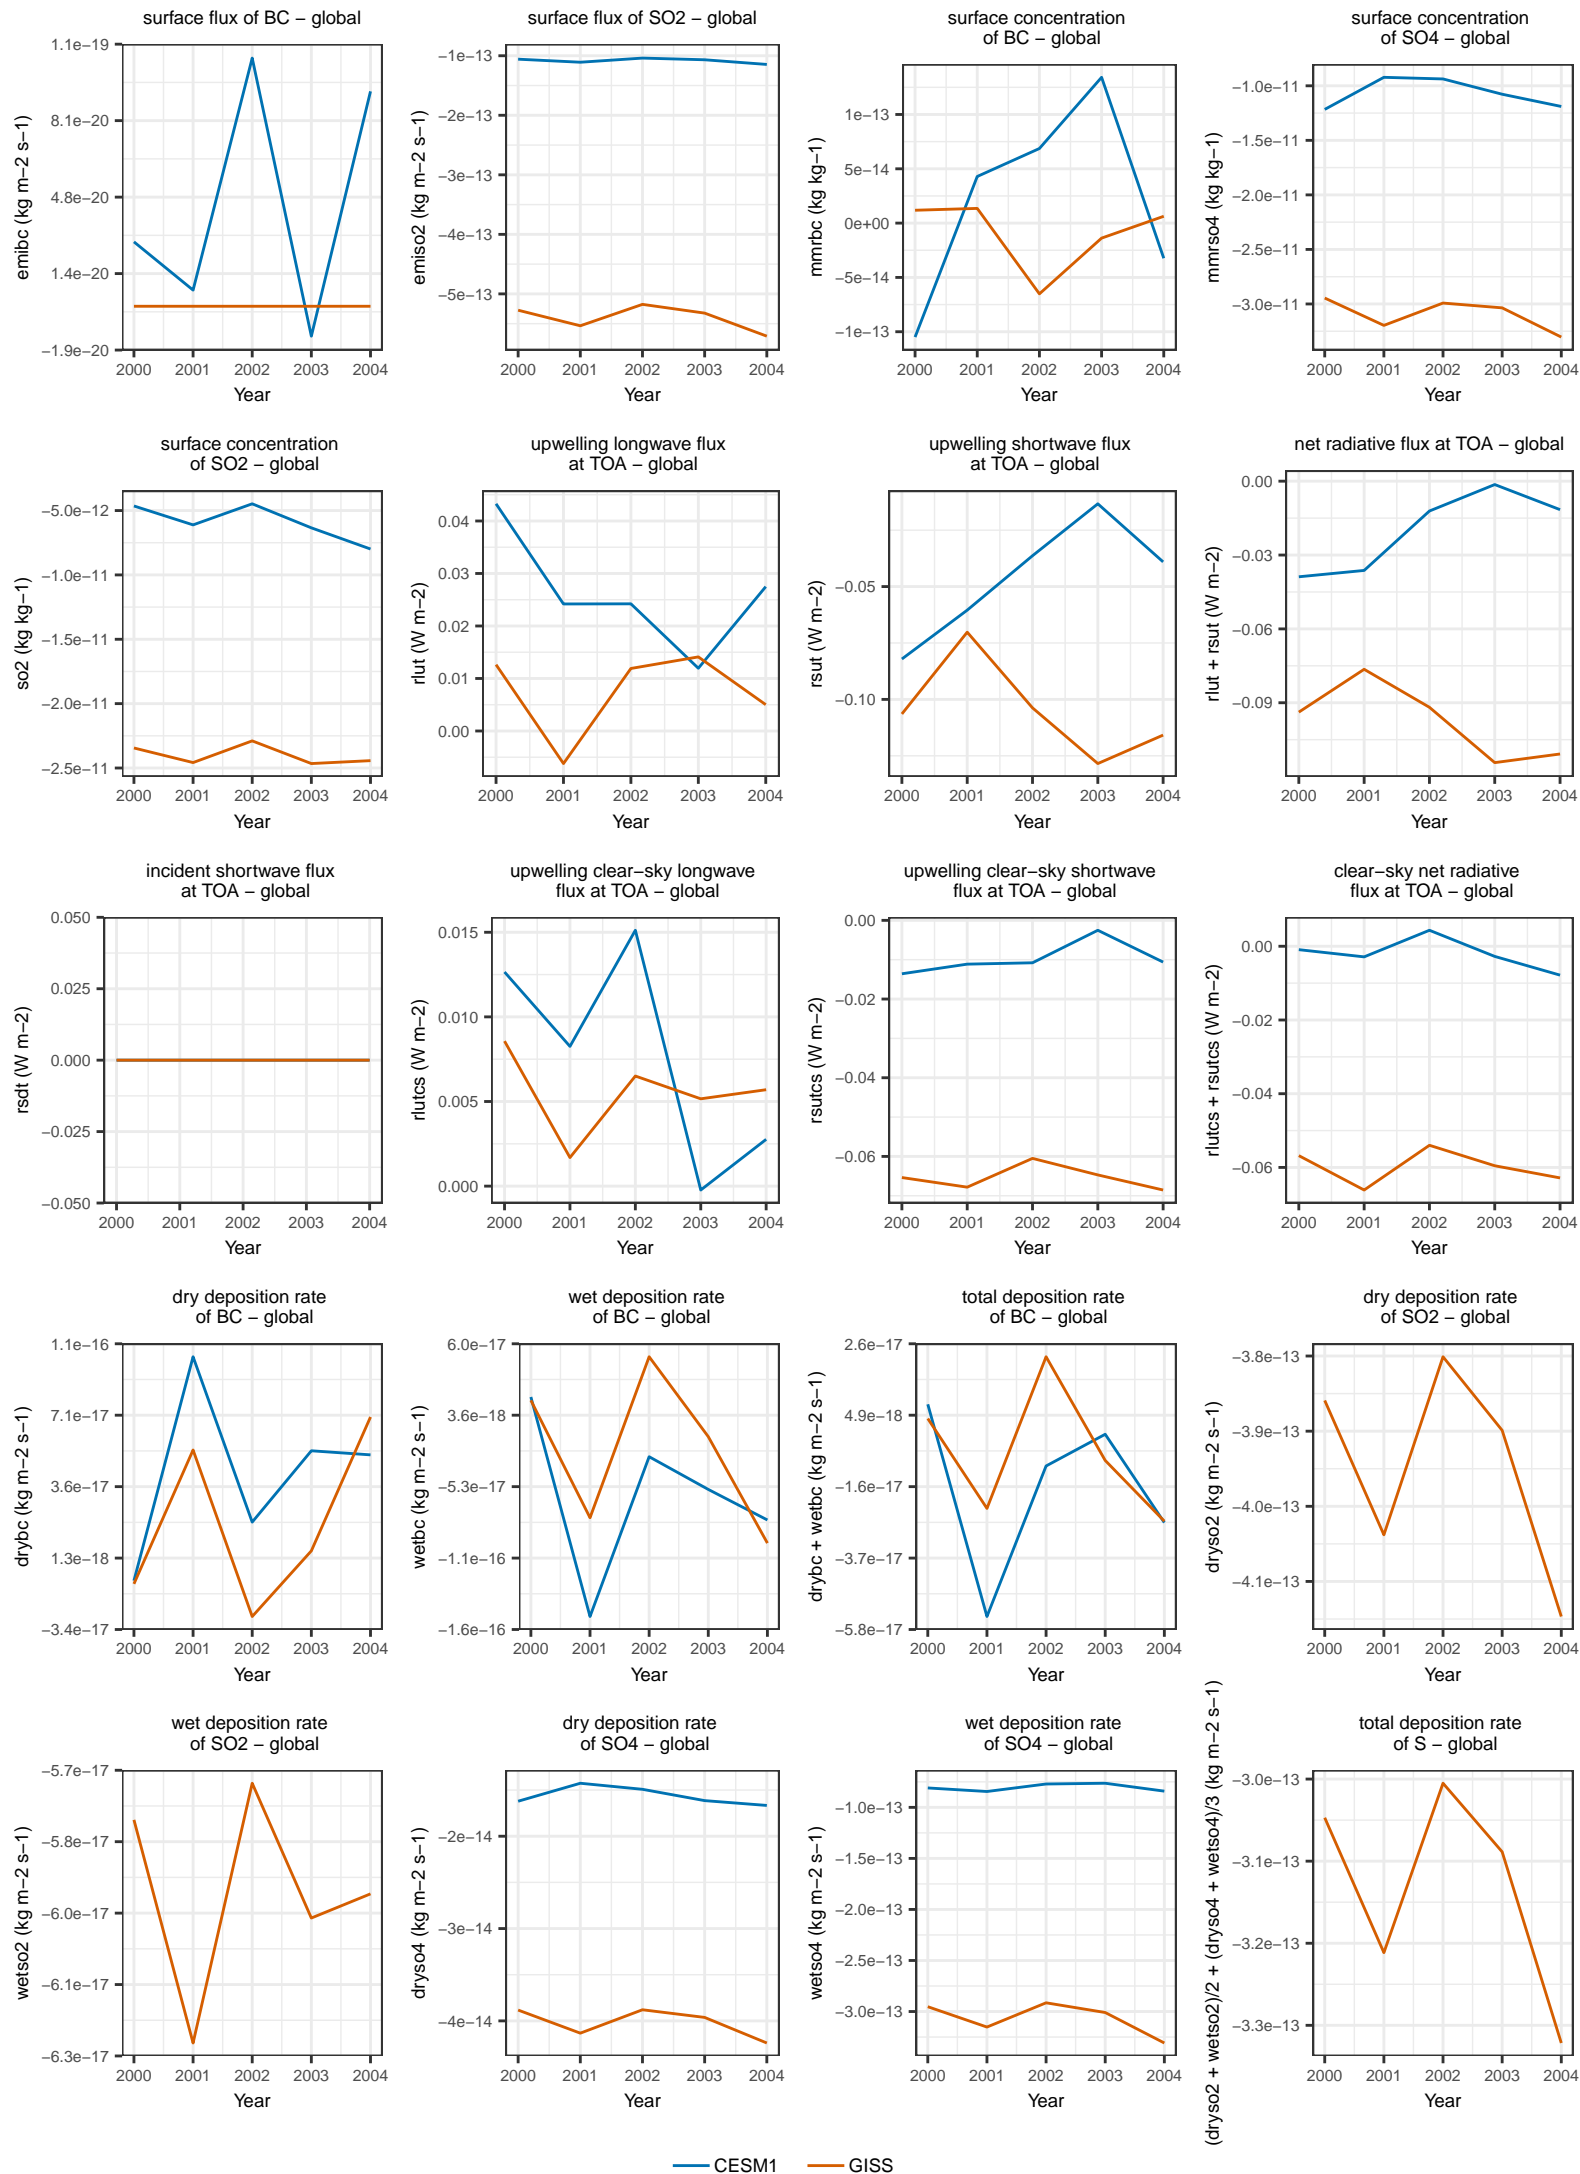 surface flux of BC − global
1.1e−19
8.1e−20
4.8e−20
1.4e−20
−1.9e−20
emibc (kg m−2 s−1)
2000 2001 2002 2003 2004
Year
surface flux of SO2 − global
−1e−13
−2e−13
−3e−13
−4e−13
−5e−13
emiso2 (kg m−2 s−1)
2000 2001 2002 2003 2004
Year
surface concentration
of BC − global
1e−13
5e−14
0e+00
−5e−14
−1e−13
mmrbc (kg kg−1)
2000 2001 2002 2003 2004
Year
surface concentration
of SO4 − global
−1.0e−11
−1.5e−11
−2.0e−11
−2.5e−11
−3.0e−11
mmrso4 (kg kg−1)
2000 2001 2002 2003 2004
Year
surface concentration
of SO2 − global
−5.0e−12
−1.0e−11
−1.5e−11
−2.0e−11
−2.5e−11
so2 (kg kg−1)
2000 2001 2002 2003 2004
Year
upwelling longwave flux
at TOA − global
0.04
0.03
0.02
0.01
0.00
rlut (W m−2)
2000 2001 2002 2003 2004
Year
upwelling shortwave flux
at TOA − global
−0.05
−0.10
rsut (W m−2)
2000 2001 2002 2003 2004
Year
net radiative flux at TOA − global
0.00
−0.03
−0.06
−0.09
rlut + rsut (W m−2)
2000 2001 2002 2003 2004
Year
incident shortwave flux
at TOA − global
0.050
0.025
0.000
−0.025
−0.050
rsdt (W m−2)
2000 2001 2002 2003 2004
Year
upwelling clear−sky longwave
flux at TOA − global
0.015
0.010
0.005
0.000
rlutcs (W m−2)
2000 2001 2002 2003 2004
Year
upwelling clear−sky shortwave
flux at TOA − global
0.00
−0.02
−0.04
−0.06
rsutcs (W m−2)
2000 2001 2002 2003 2004
Year
clear−sky net radiative
flux at TOA − global
0.00
−0.02
−0.04
−0.06
rlutcs + rsutcs (W m−2)
2000 2001 2002 2003 2004
Year
dry deposition rate
of BC − global
1.1e−16
7.1e−17
3.6e−17
1.3e−18
−3.4e−17
drybc (kg m−2 s−1)
2000 2001 2002 2003 2004
Year
wet deposition rate
of BC − global
6.0e−17
3.6e−18
−5.3e−17
−1.1e−16
−1.6e−16
wetbc (kg m−2 s−1)
2000 2001 2002 2003 2004
Year
total deposition rate
of BC − global
2.6e−17
4.9e−18
−1.6e−17
−3.7e−17
−5.8e−17
drybc + wetbc (kg m−2 s−1)
2000 2001 2002 2003 2004
Year
dry deposition rate
of SO2 − global
−3.8e−13
−3.9e−13
−4.0e−13
−4.1e−13
dryso2 (kg m−2 s−1)
2000 2001 2002 2003 2004
Year
wet deposition rate
of SO2 − global
−5.7e−17
−5.8e−17
−6.0e−17
−6.1e−17
−6.3e−17
wetso2 (kg m−2 s−1)
2000 2001 2002 2003 2004
Year
dry deposition rate
of SO4 − global
−2e−14
−3e−14
−4e−14
dryso4 (kg m−2 s−1)
2000 2001 2002 2003 2004
Year
wet deposition rate
of SO4 − global
−1.0e−13
−1.5e−13
−2.0e−13
−2.5e−13
−3.0e−13
wetso4 (kg m−2 s−1)
2000 2001 2002 2003 2004
Year
total deposition rate
of S − global
−3.0e−13
−3.1e−13
−3.2e−13
−3.3e−13
(dryso2 + wetso2)/2 + (dryso4 + wetso4)/3 (kg m−2 s−1)
2000 2001 2002 2003 2004
Year
CESM1 GISS